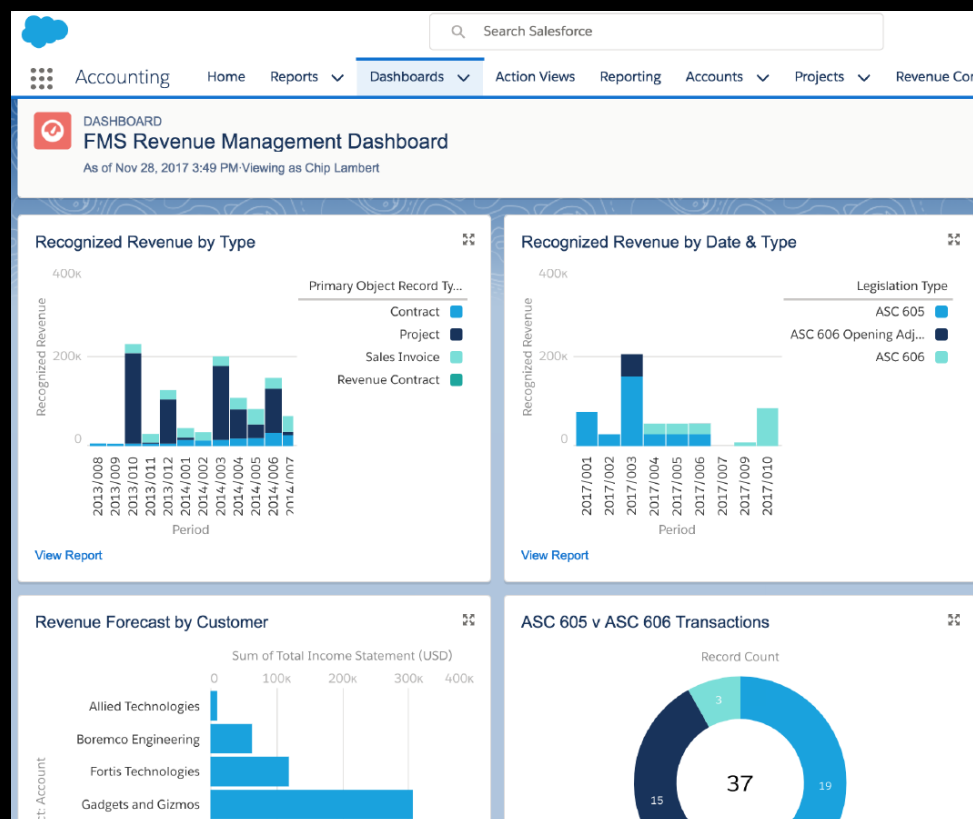 Search Salesforce
Accounting Home Reports Dashboards Action Views Reporting Accounts Projects Revenue Con
DASHBOARD
FMS Revenue Management Dashboard
As of Nov 28, 2017 3:49 PM·Viewing as Chip Lambert
Recognized Revenue by Type
400K
200K
0
Recognized Revenue
Primary Object Record Ty...
Contract
Project
Sales Invoice
Revenue Contract
2013/008
2013/009
2013/010
2013/011
2013/012
2014/001
2014/002
2014/003
2014/004
2014/005
2014/006
2014/007
Period
View Report
Recognized Revenue by Date & Type
400K
200K
0
Recognized Revenue
Legislation Type
ASC 605
ASC 606 Opening Adj...
ASC 606
2017/001
2017/002
2017/003
2017/004
2017/005
2017/006
2017/007
2017/009
2017/010
Period
View Report
Revenue Forecast by Customer
Sum of Total Income Statement (USD)
0 100K 200K 300K 400K
Allied Technologies
Boremco Engineering
Fortis Technologies
Gadgets and Gizmos
ct: Account
ASC 605 v ASC 606 Transactions
Record Count
3
37
19
15